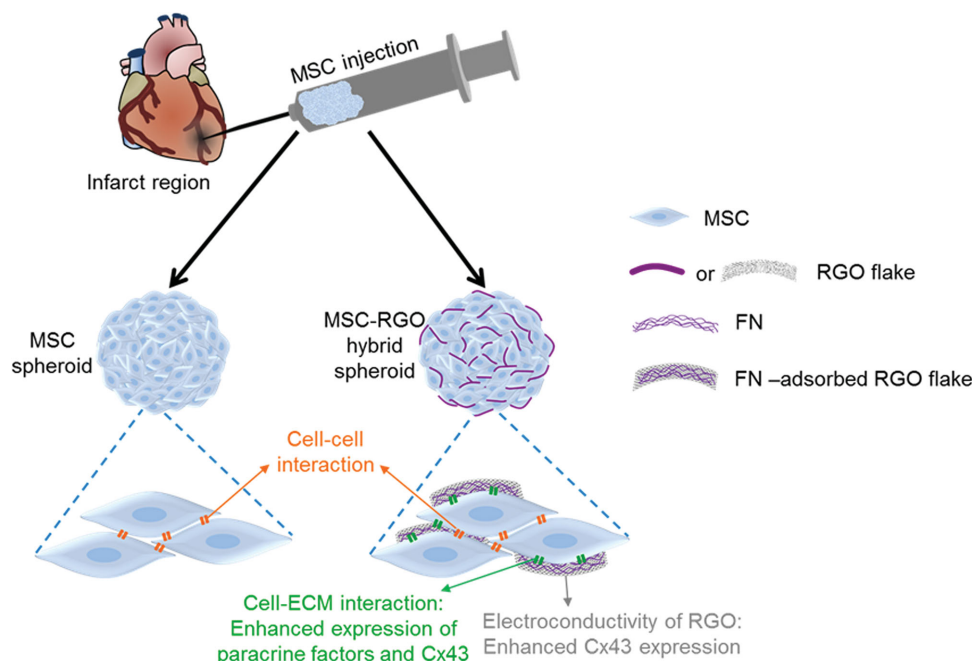 MSC injection
Infarct region
MSC
or
RGO flake
FN
FN –adsorbed RGO flake
MSC
spheroid
MSC-RGO
hybrid
spheroid
Cell-cell
interaction
Cell-ECM interaction:
Enhanced expression of
paracrine factors and Cx43
Electroconductivity of RGO:
Enhanced Cx43 expression